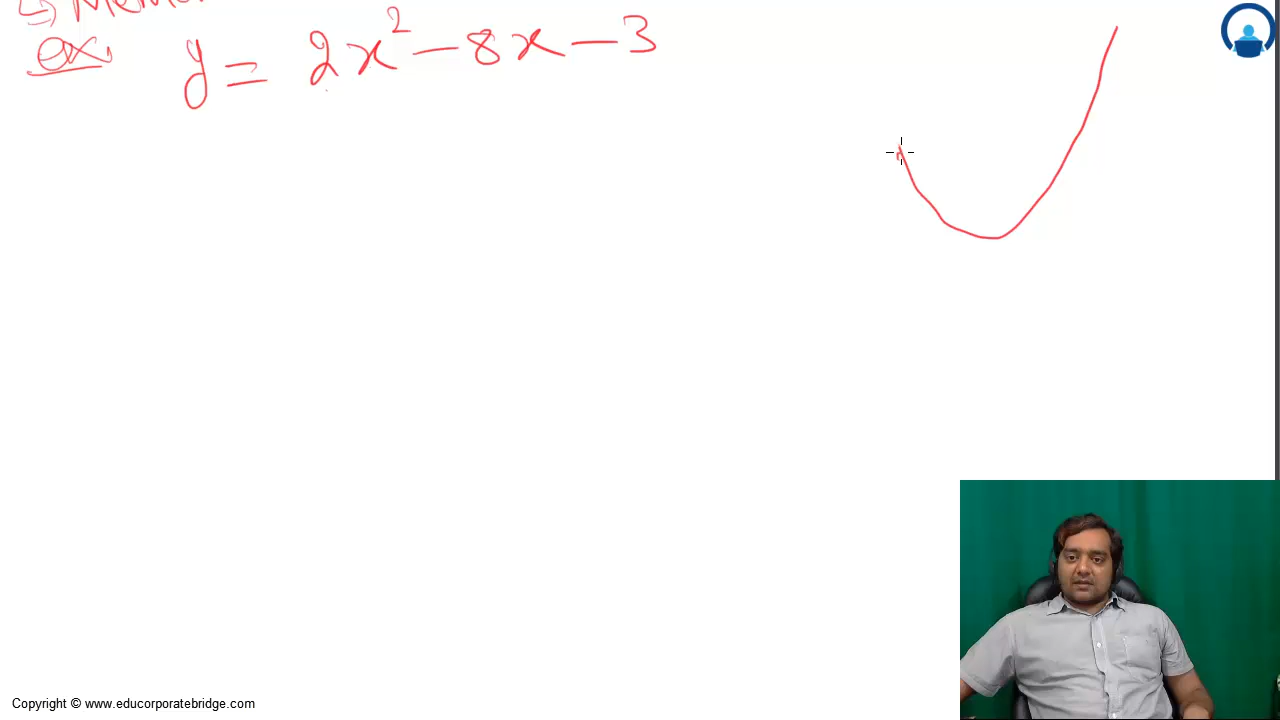 ex.
y = 2x² - 8x - 3
Copyright © www.educorporatebridge.com